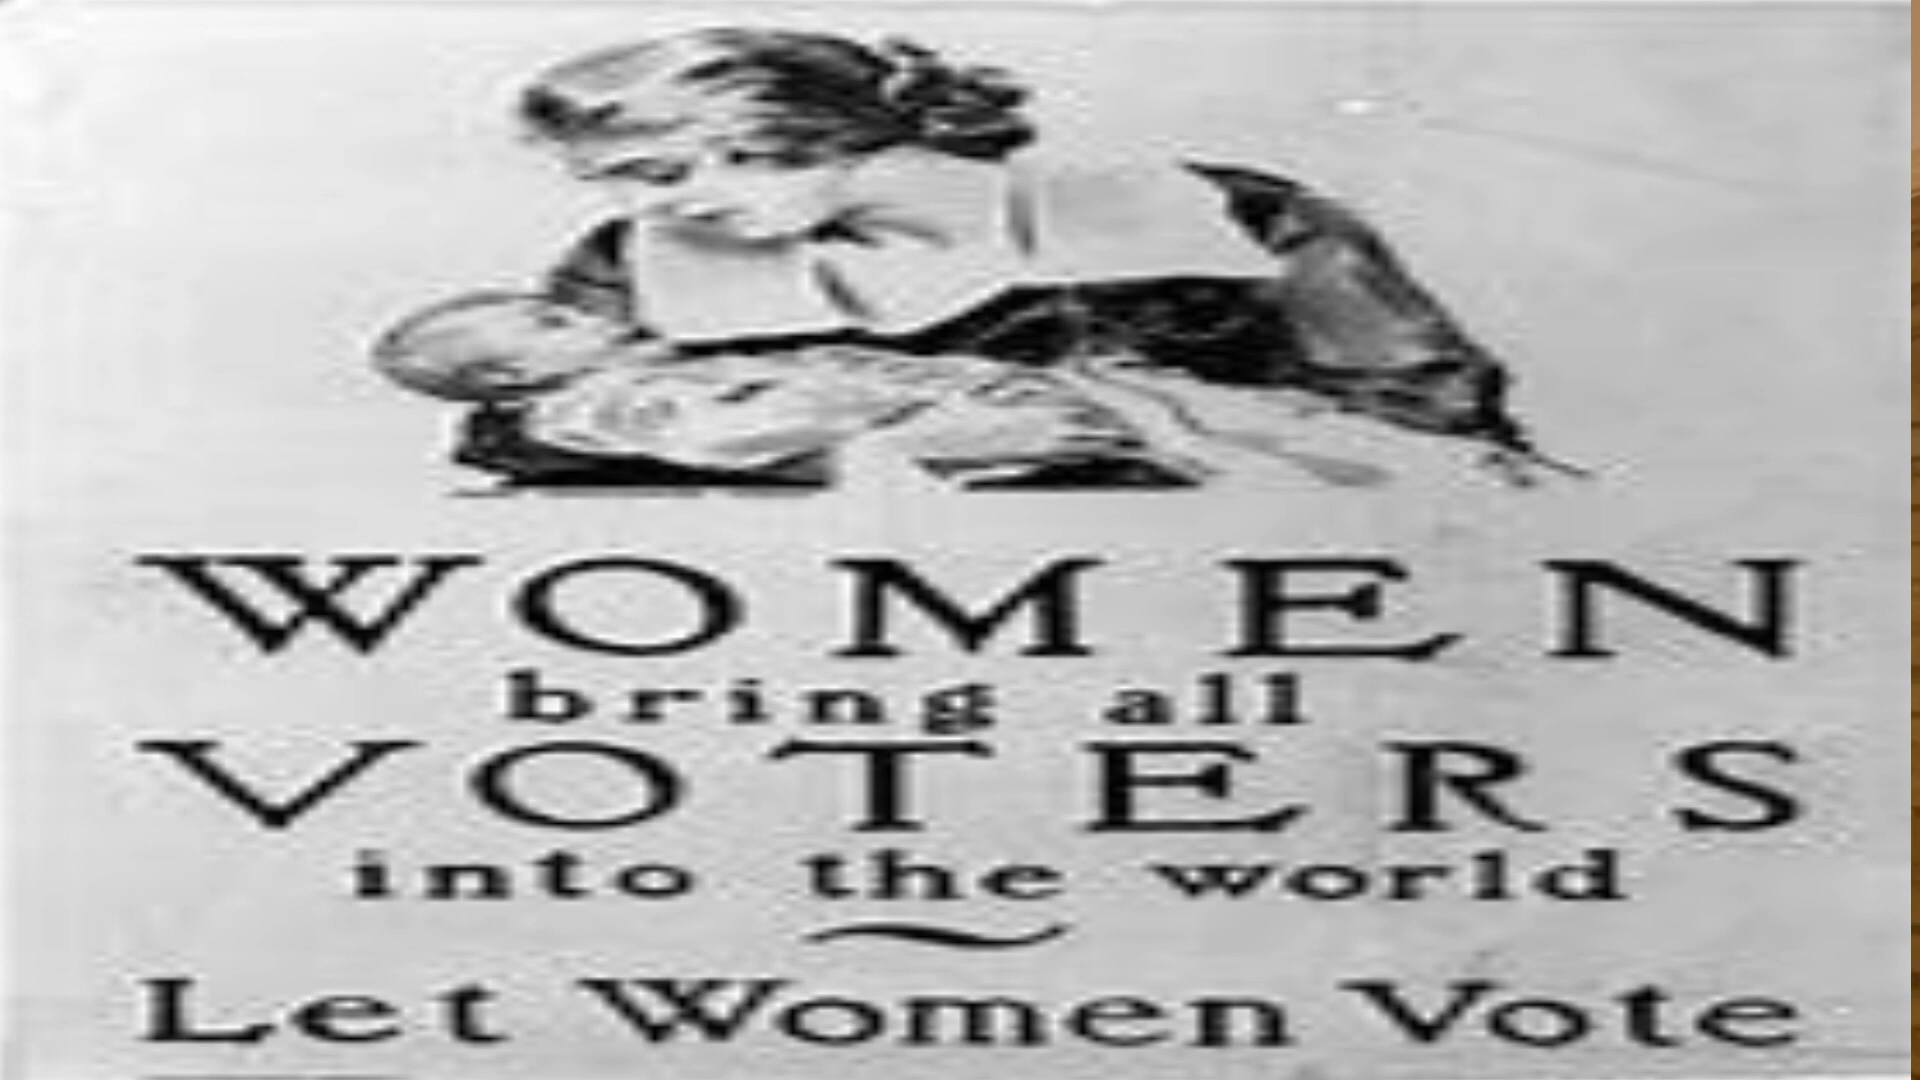 WOMEN
bring all
VOTERS
into the world
~
Let Women Vote